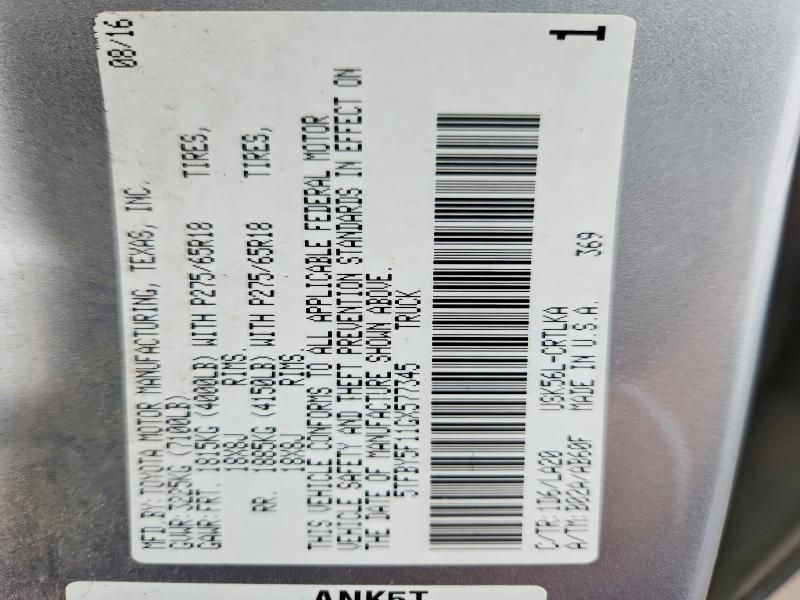 MFD. BY: TOYOTA MOTOR MANUFACTURING, TEXAS, INC. 08/16
GVWR: 3225KG (7100LB)
GAWR: FRT. 1815KG (4000LB) WITH P275/65R18 TIRES,
18X8J RIMS.
RR. 1885KG (4150LB) WITH P275/65R18 TIRES,
18X8J RIMS.
THIS VEHICLE CONFORMS TO ALL APPLICABLE FEDERAL MOTOR
VEHICLE SAFETY AND THEFT PREVENTION STANDARDS IN EFFECT ON
THE DATE OF MANUFACTURE SHOWN ABOVE.
5TFBY5F11GX577345 TRUCK
C/TR: 1D6/LA20 USK56L-CRTLKA
A/TM: B02A/AB60F MADE IN U.S.A. 369
1